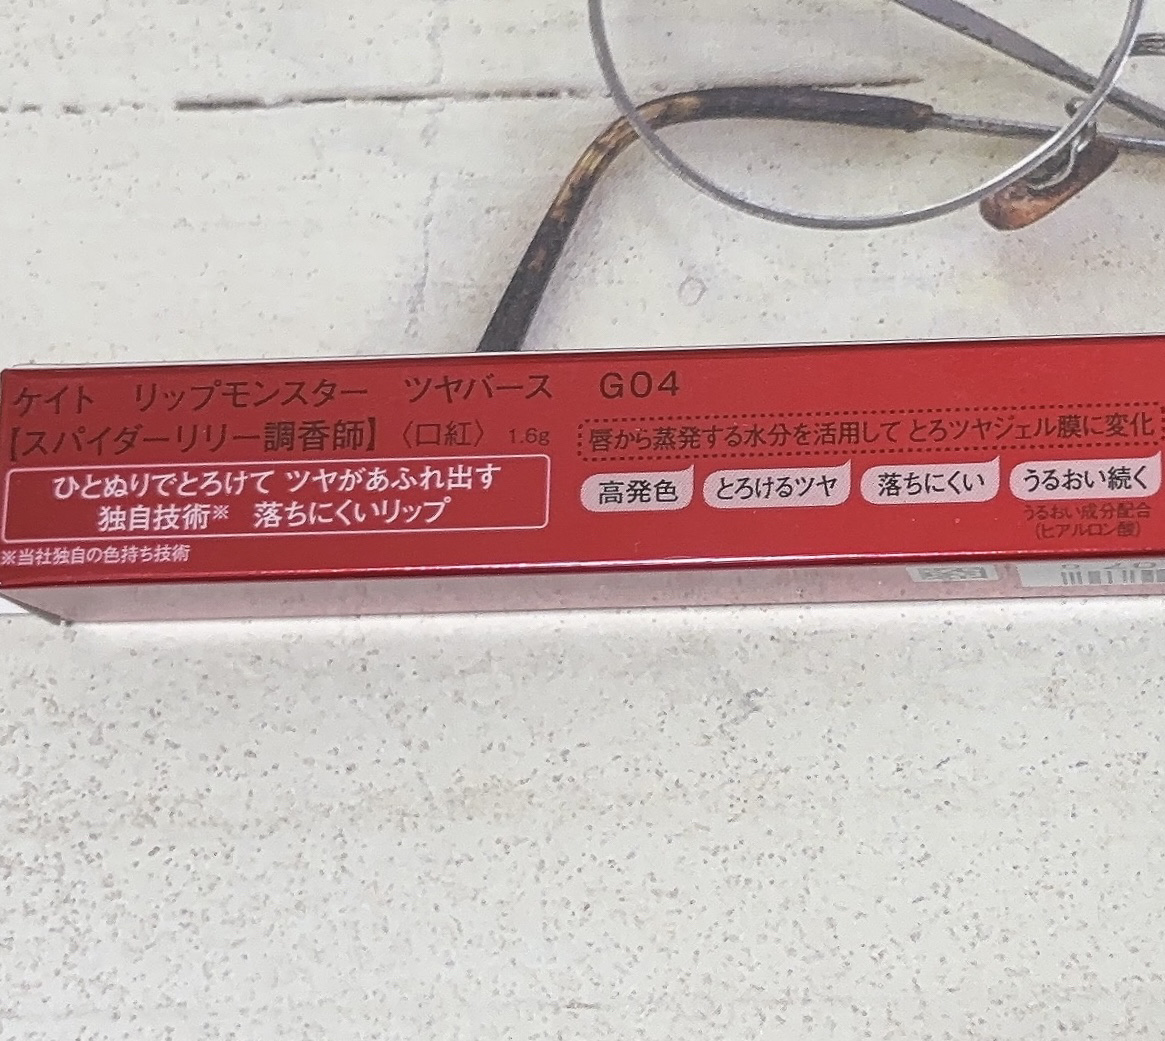 ケイト リップモンスター ツヤバース G04
【スパイダーリリー調香師】〈口紅〉 1.6g
ひとぬりでとろけて ツヤがあふれ出す
独自技術※ 落ちにくいリップ
※当社独自の色持ち技術
唇から蒸発する水分を活用して とろツヤジェル膜に変化
高発色 とろけるツヤ 落ちにくい うるおい続く
うるおい成分配合
(ヒアルロン酸)